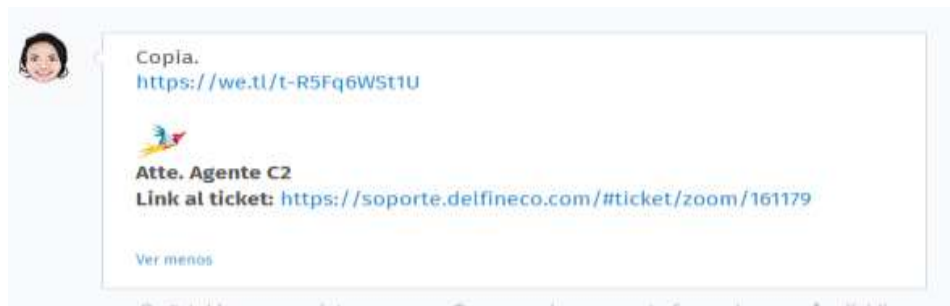 Copia.
https://we.tl/t-R5Fq6WSt1U
Atte. Agente C2
Link al ticket: https://soporte.delfineco.com/#ticket/zoom/161179
Ver menos